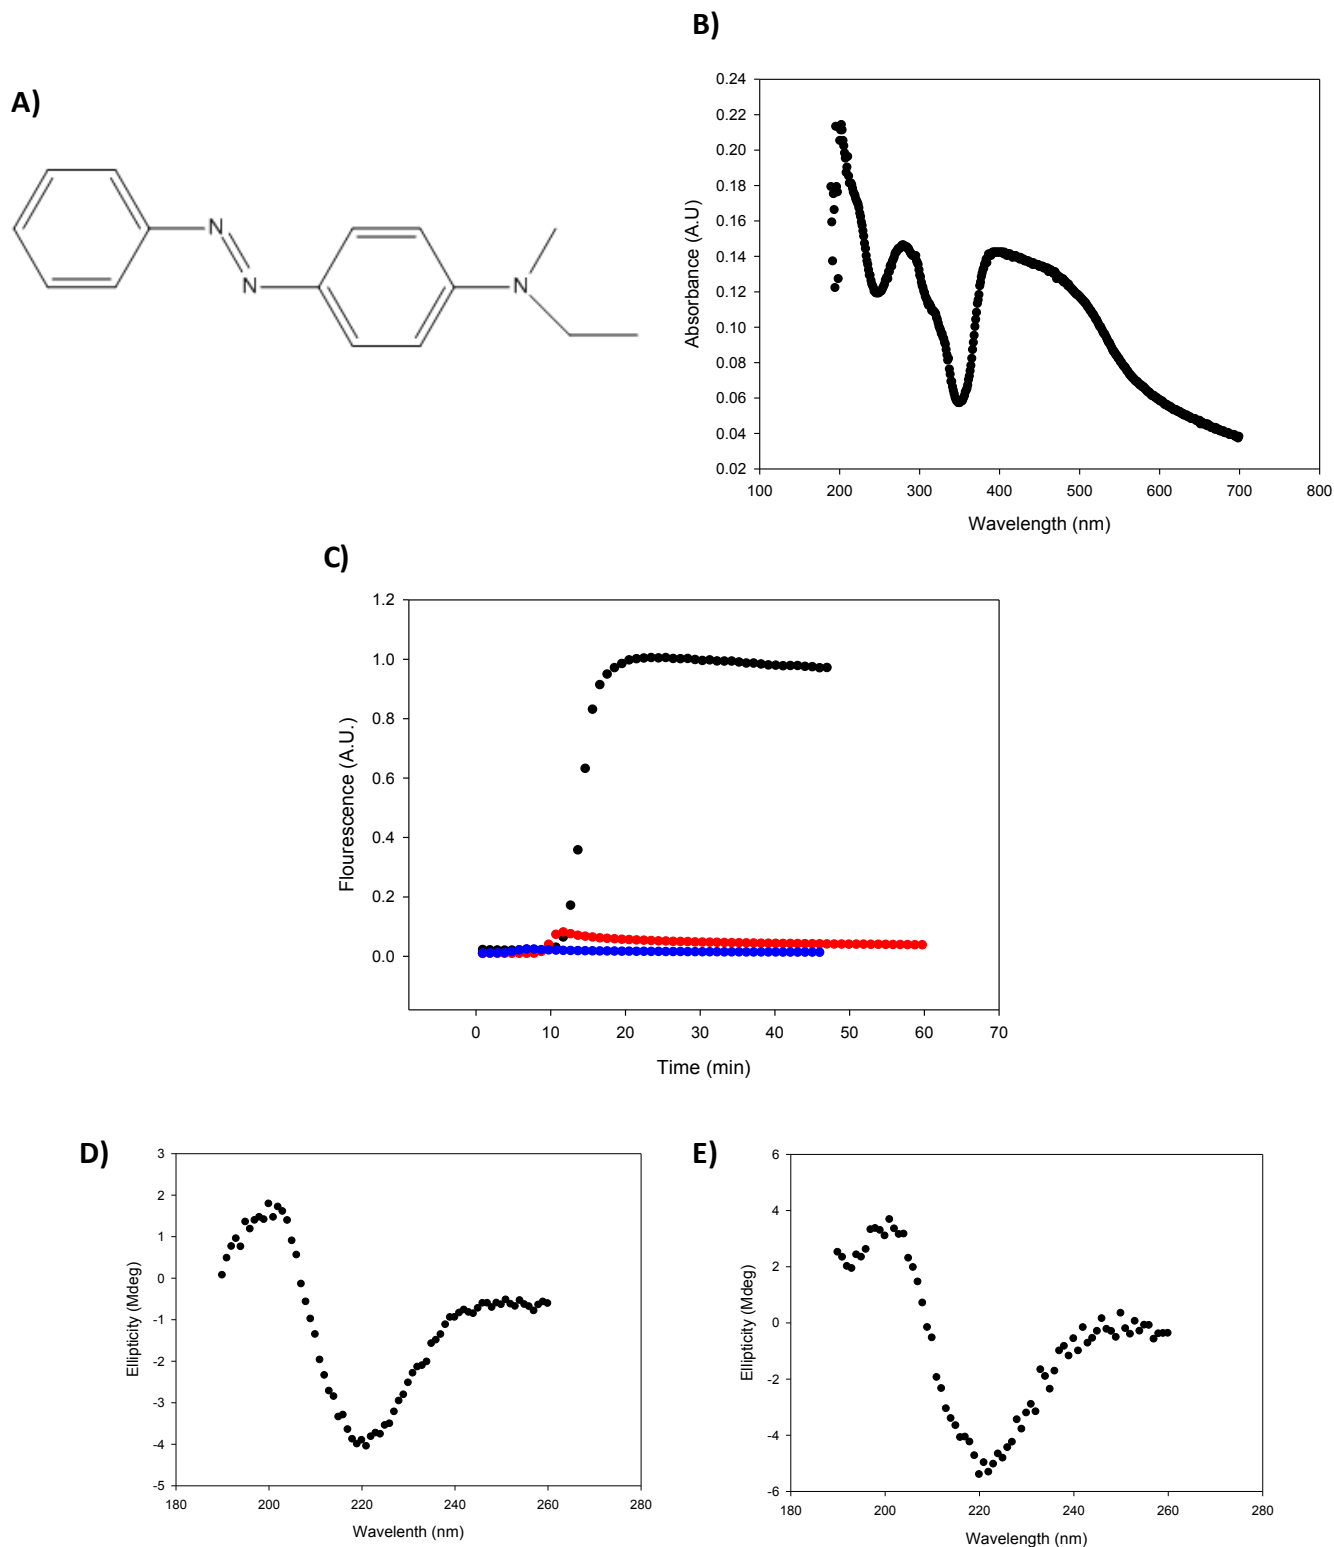 A)
N
N
N
B)
0.24
0.22
0.20
0.18
0.16
0.14
0.12
0.10
0.08
0.06
0.04
0.02
Absorbance (A.U)
100 200 300 400 500 600 700 800
Wavelength (nm)
C)
1.2
1.0
0.8
0.6
0.4
0.2
0.0
Flourescence (A.U.)
0 10 20 30 40 50 60 70
Time (min)
D)
3
2
1
0
-1
-2
-3
-4
-5
Ellipticity (Mdeg)
180 200 220 240 260 280
Wavelenth (nm)
E)
6
4
2
0
-2
-4
-6
Ellipticity (Mdeg)
180 200 220 240 260 280
Wavelength (nm)